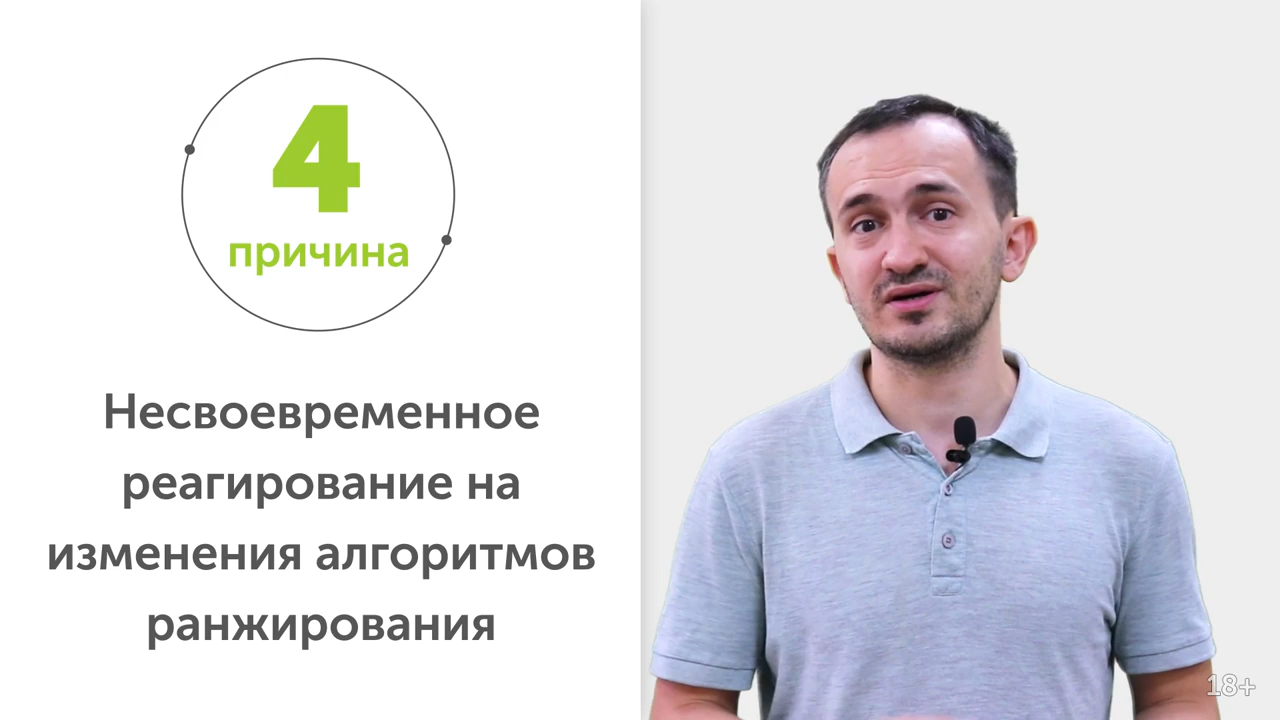 4
причина
Несвоевременное
реагирование на
изменения алгоритмов
ранжирования
18+